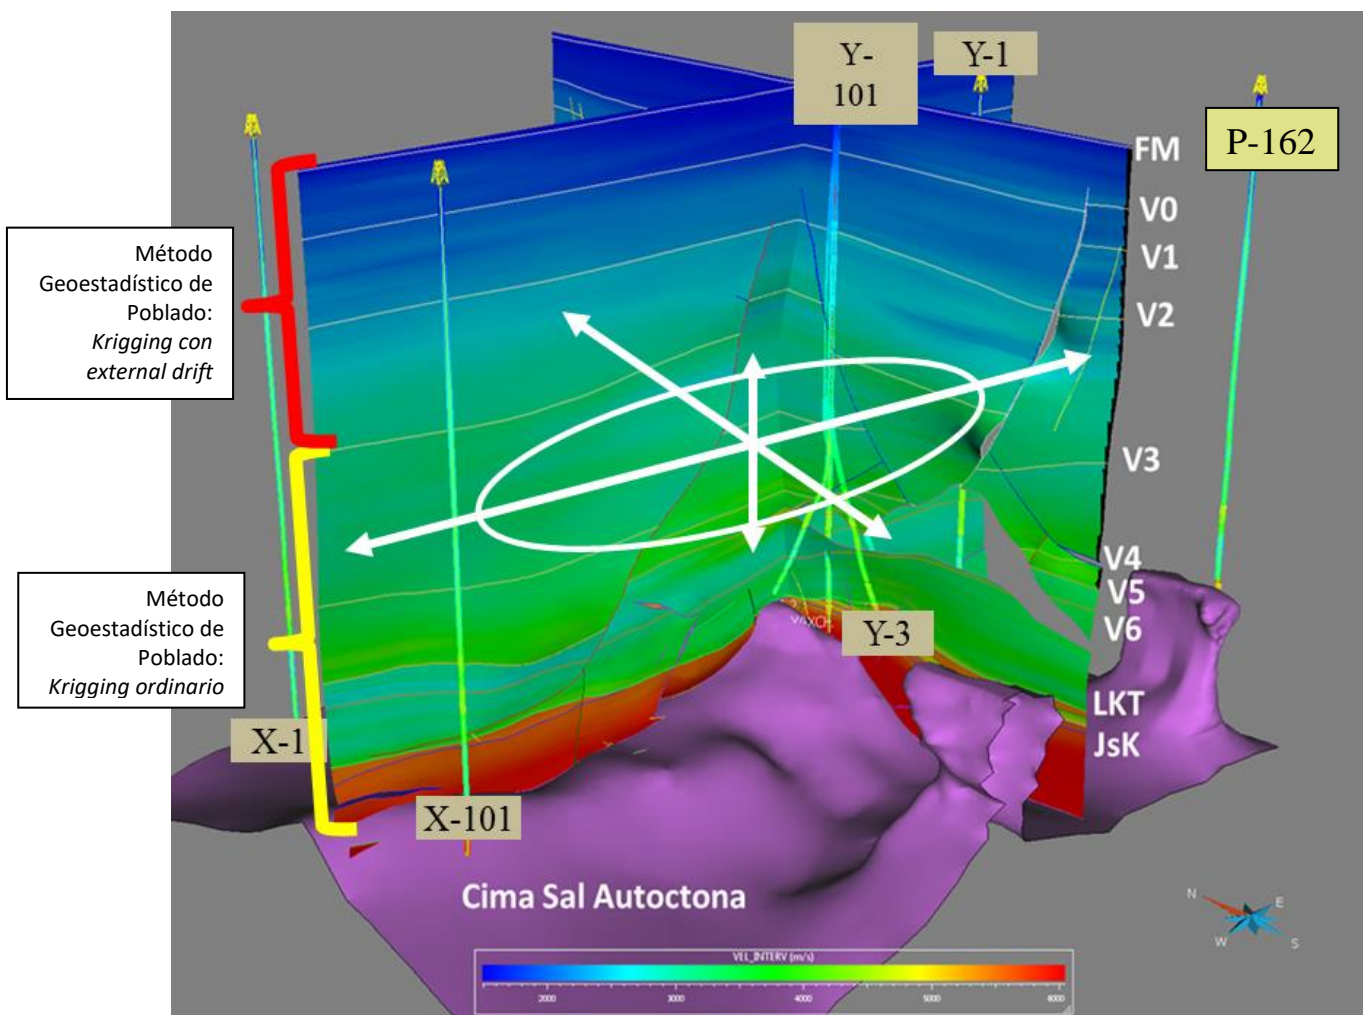 Y-
101
Y-1
P-162
FM
V0
V1
V2
V3
V4
V5
V6
LKT
JsK
Método
Geoestadístico de
Poblado:
Krigging con
external drift
Método
Geoestadístico de
Poblado:
Krigging ordinario
Y-3
X-1
X-101
Cima Sal Autoctona
N
E
W
S
VEL_INTERV (m/s)
2000
3000
4000
5000
6000